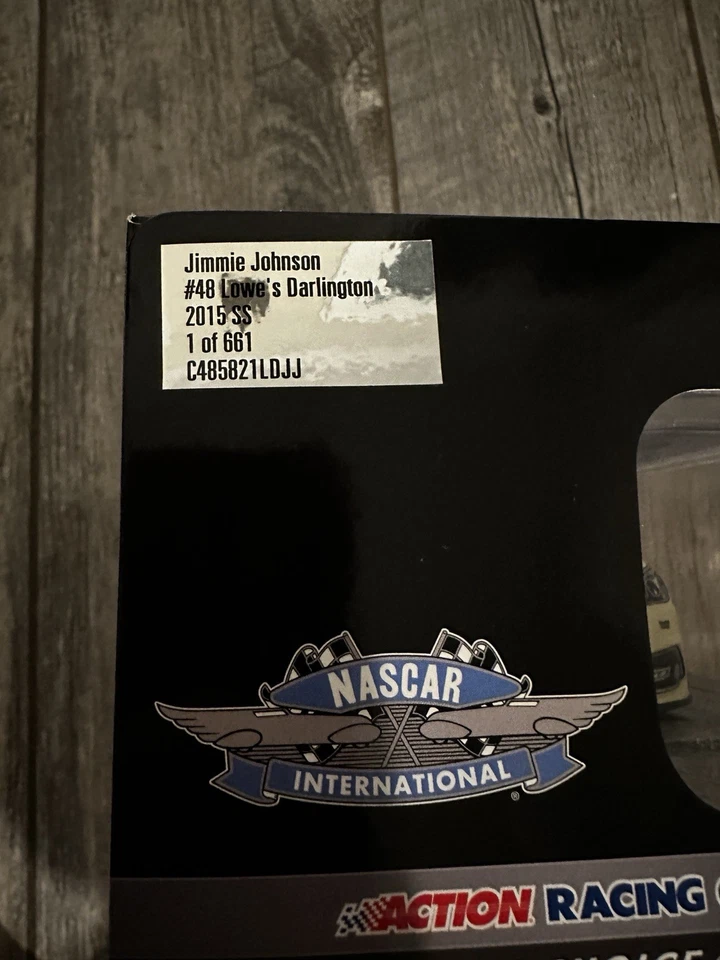 Jimmie Johnson
#48 Lowe's Darlington
2015 SS
1 of 661
C485821LDJJ
NASCAR
INTERNATIONAL
®
ACTION RACING